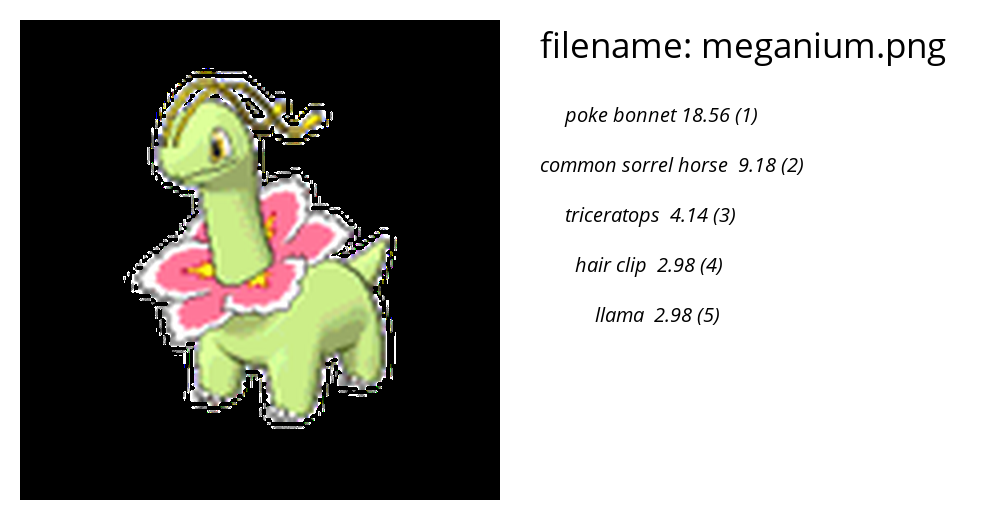 filename: meganium.png
poke bonnet 18.56 (1)
common sorrel horse  9.18 (2)
triceratops  4.14 (3)
hair clip  2.98 (4)
llama  2.98 (5)